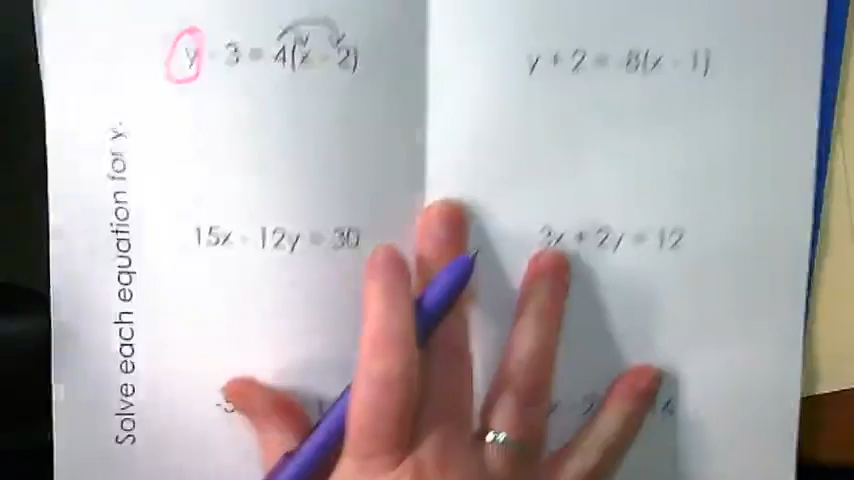 Solve each equation for y.
y - 3 = 4(x - 2)
y + 2 = -8(x - 1)
15x - 12y = 30
3x + 2y = 12